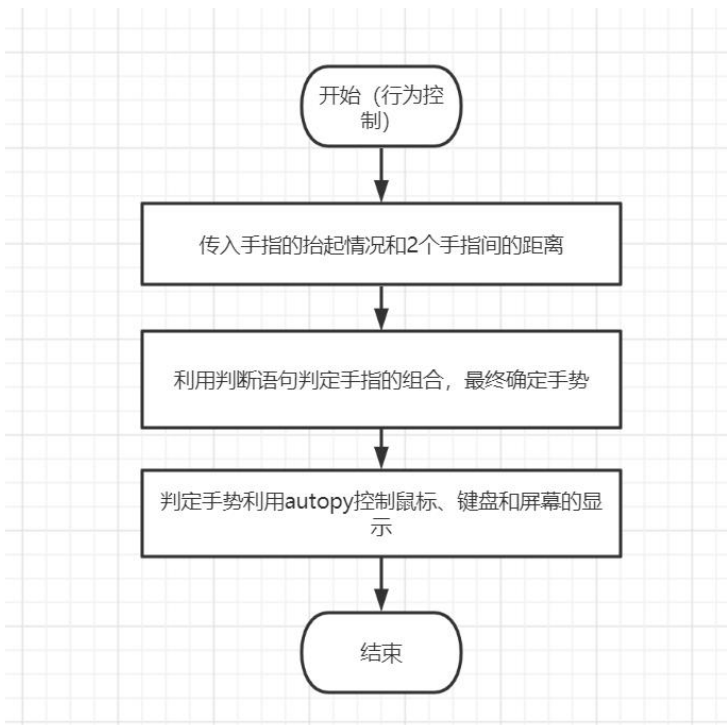 开始（行为控
制）
传入手指的抬起情况和2个手指间的距离
利用判断语句判定手指的组合，最终确定手势
判定手势利用autopy控制鼠标、键盘和屏幕的显
示
结束